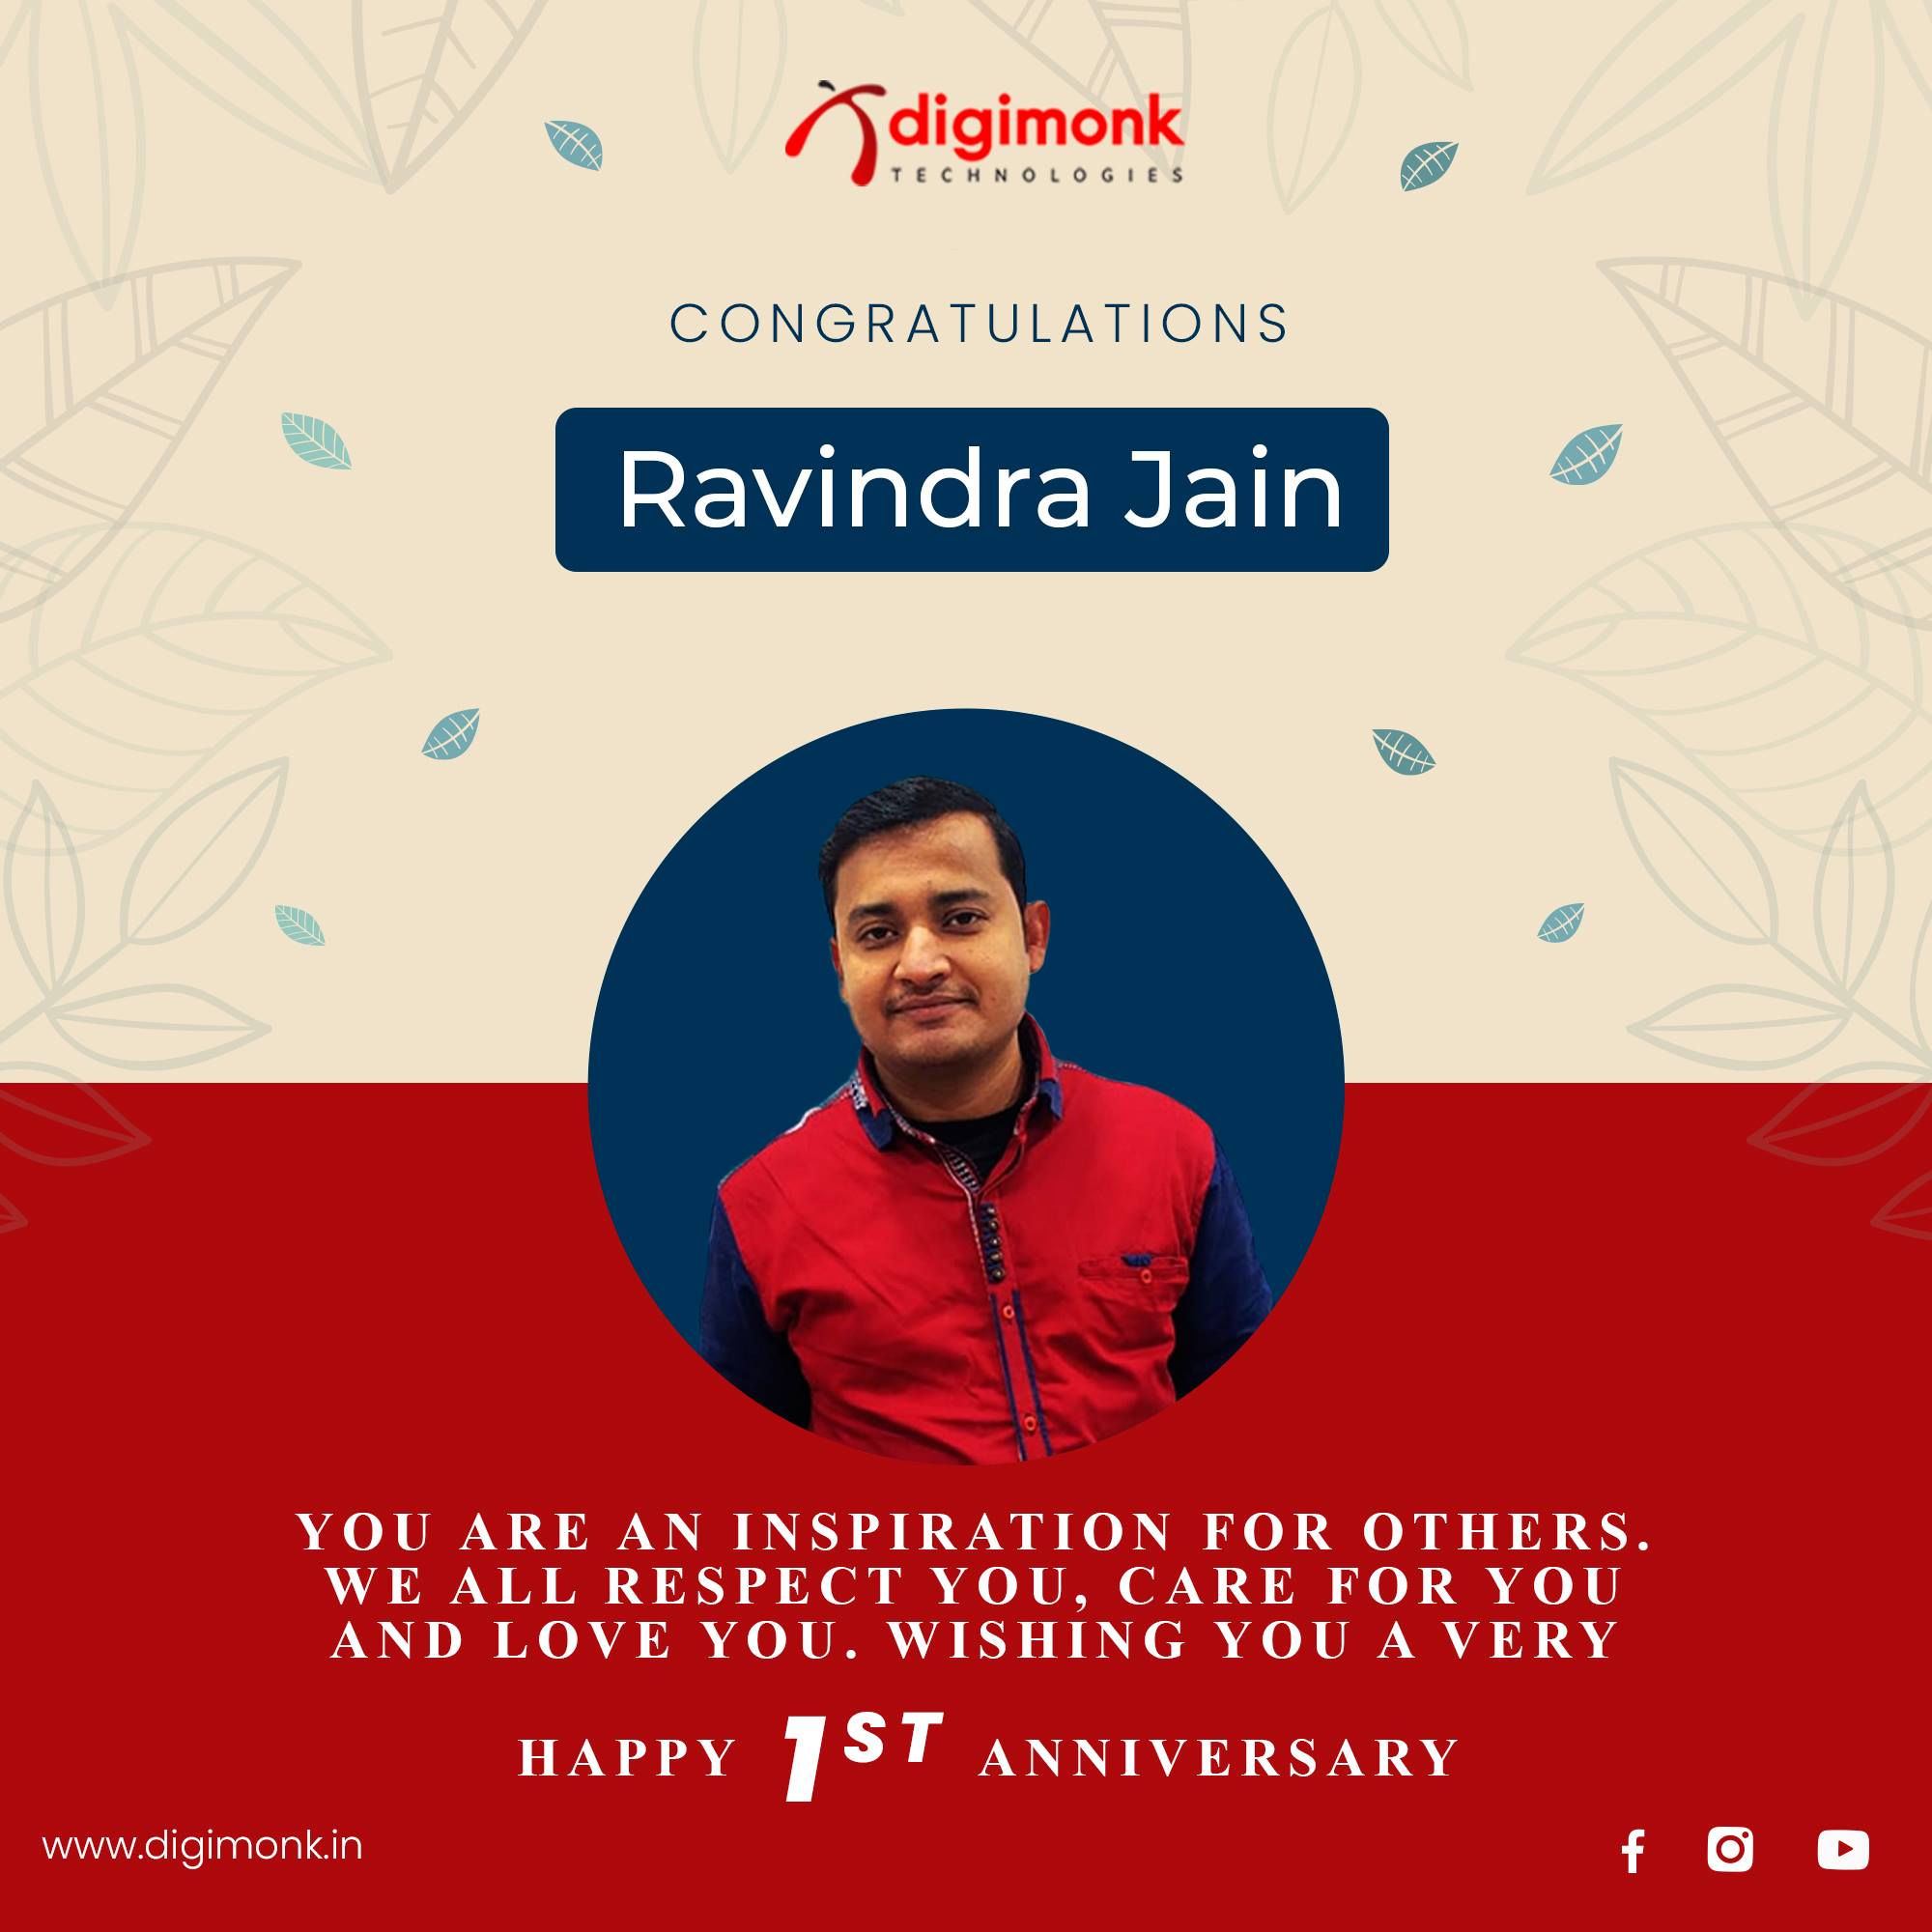 digimonk
TECHNOLOGIES
CONGRATULATIONS
Ravindra Jain
YOU ARE AN INSPIRATION FOR OTHERS.
WE ALL RESPECT YOU, CARE FOR YOU
AND LOVE YOU. WISHING YOU A VERY
HAPPY 1ST ANNIVERSARY
www.digimonk.in